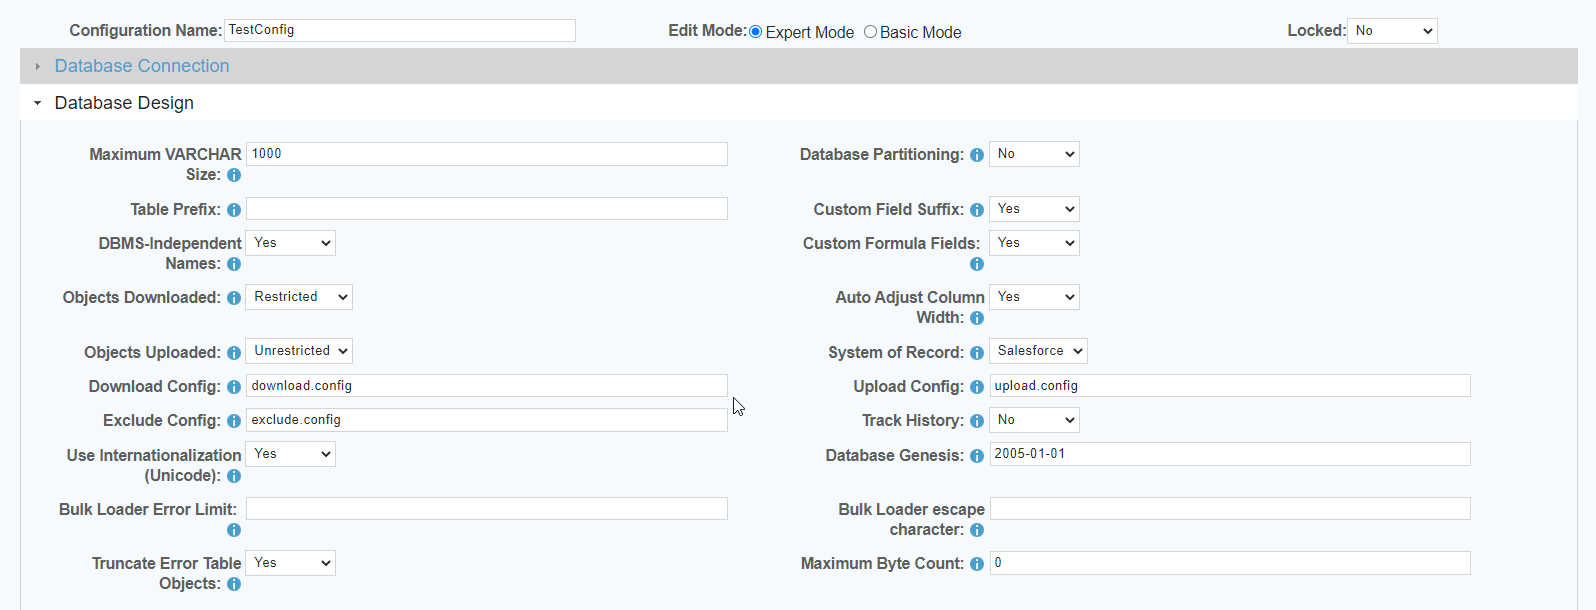 Configuration Name: TestConfig Edit Mode: Expert Mode Basic Mode Locked: No
Database Connection
Database Design
Maximum VARCHAR Size: 1000 Database Partitioning: No
Table Prefix: Custom Field Suffix: Yes
DBMS-Independent Names: Yes Custom Formula Fields: Yes
Objects Downloaded: Restricted Auto Adjust Column Width: Yes
Objects Uploaded: Unrestricted System of Record: Salesforce
Download Config: download.config Upload Config: upload.config
Exclude Config: exclude.config Track History: No
Use Internationalization (Unicode): Yes Database Genesis: 2005-01-01
Bulk Loader Error Limit: Bulk Loader escape character:
Truncate Error Table Objects: Yes Maximum Byte Count: 0